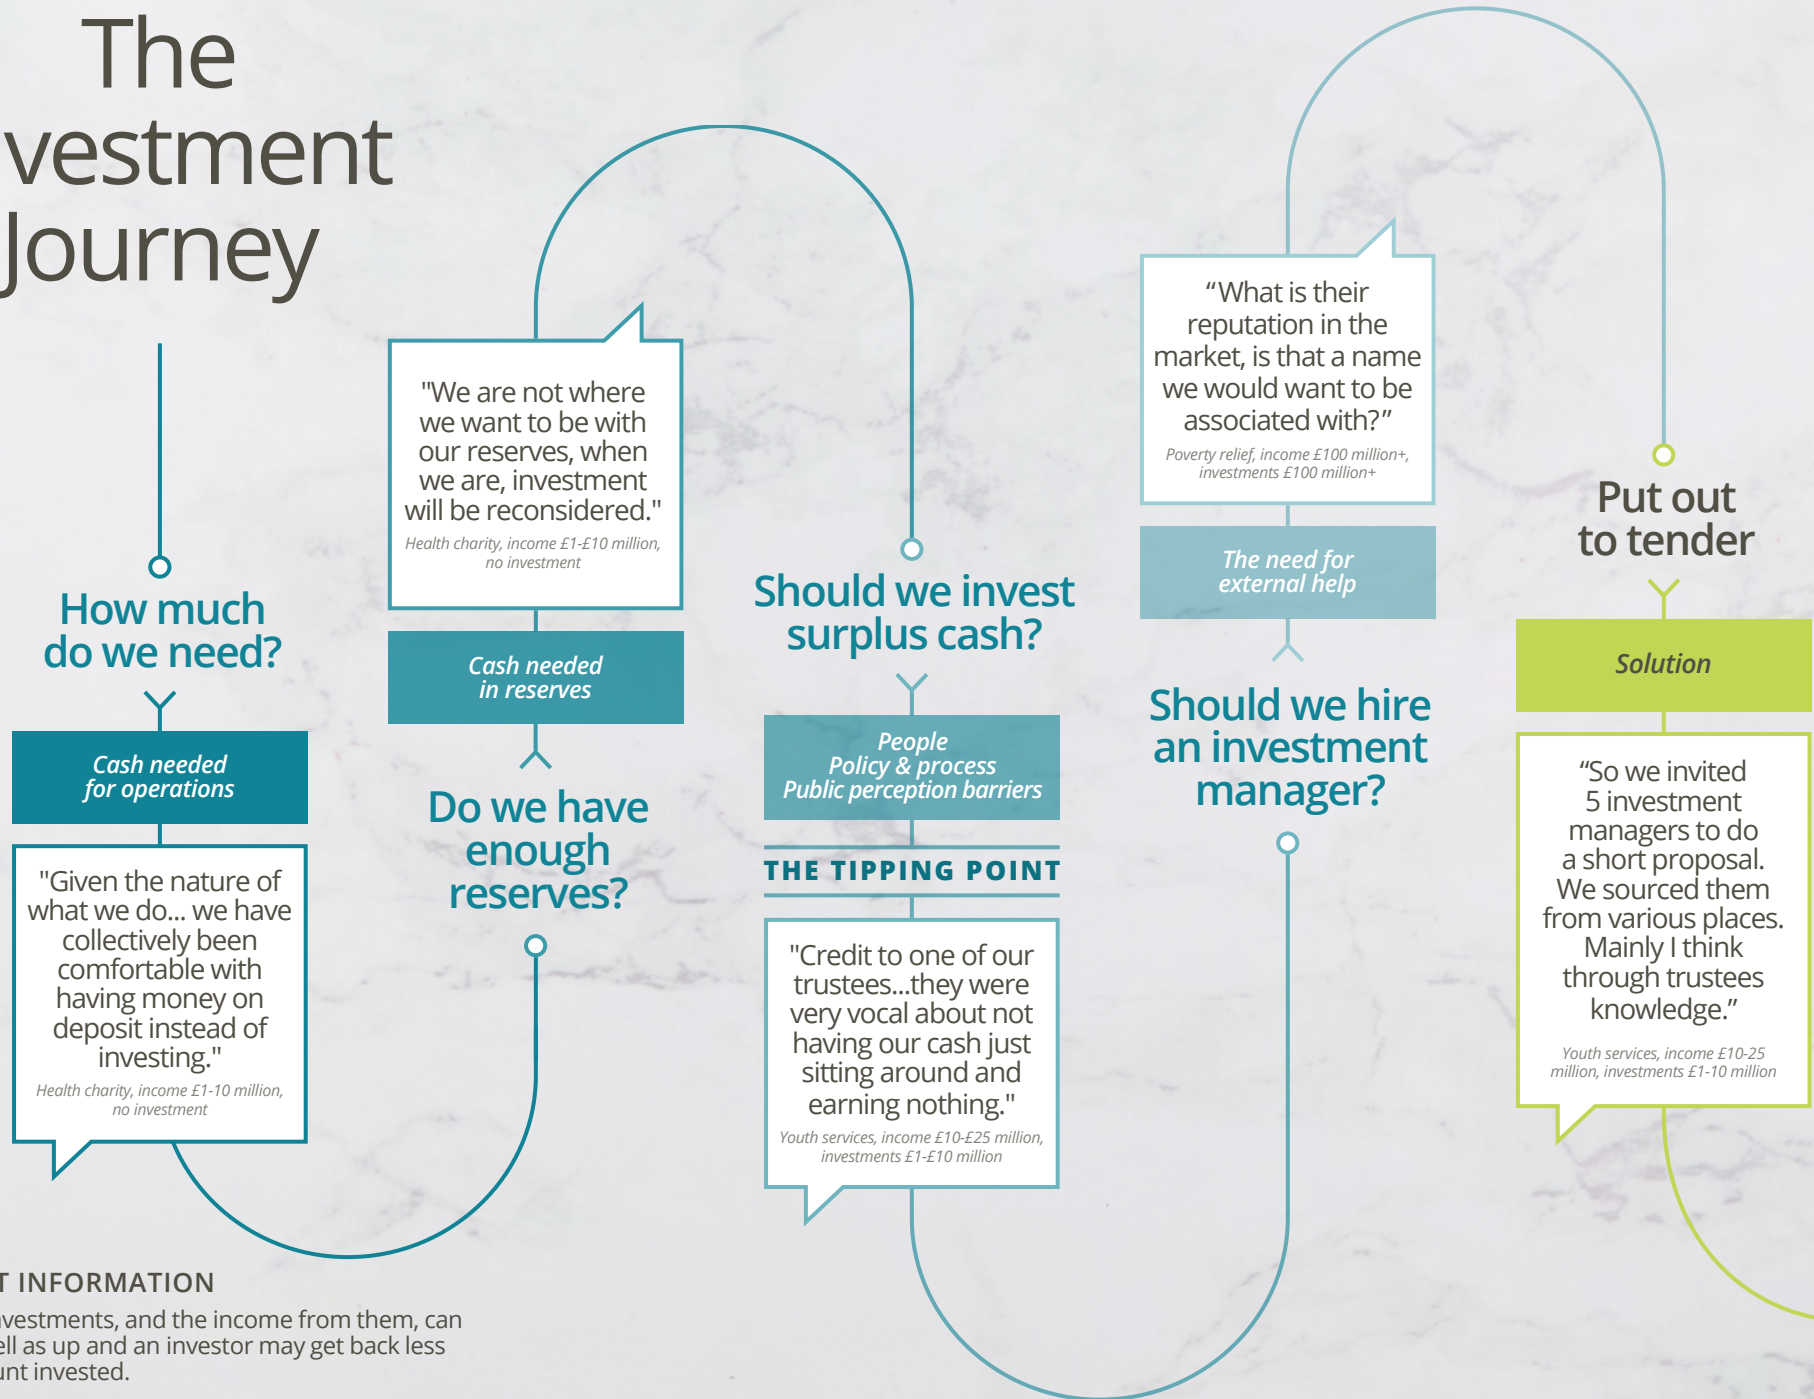 The
vestment
Journey
How much
do we need?
Cash needed
for operations
"Given the nature of
what we do... we have
collectively been
comfortable with
having money on
deposit instead of
investing."
Health charity, income £1-10 million,
no investment
"We are not where
we want to be with
our reserves, when
we are, investment
will be reconsidered."
Health charity, income £1-£10 million,
no investment
Cash needed
in reserves
Do we have
enough
reserves?
Should we invest
surplus cash?
People
Policy & process
Public perception barriers
THE TIPPING POINT
"Credit to one of our
trustees...they were
very vocal about not
having our cash just
sitting around and
earning nothing."
Youth services, income £10-£25 million,
investments £1-£10 million
“What is their
reputation in the
market, is that a name
we would want to be
associated with?”
Poverty relief, income £100 million+,
investments £100 million+
The need for
external help
Should we hire
an investment
manager?
Put out
to tender
Solution
“So we invited
5 investment
managers to do
a short proposal.
We sourced them
from various places.
Mainly I think
through trustees
knowledge.”
Youth services, income £10-25
million, investments £1-10 million
T INFORMATION
vestments, and the income from them, can
ell as up and an investor may get back less
unt invested.